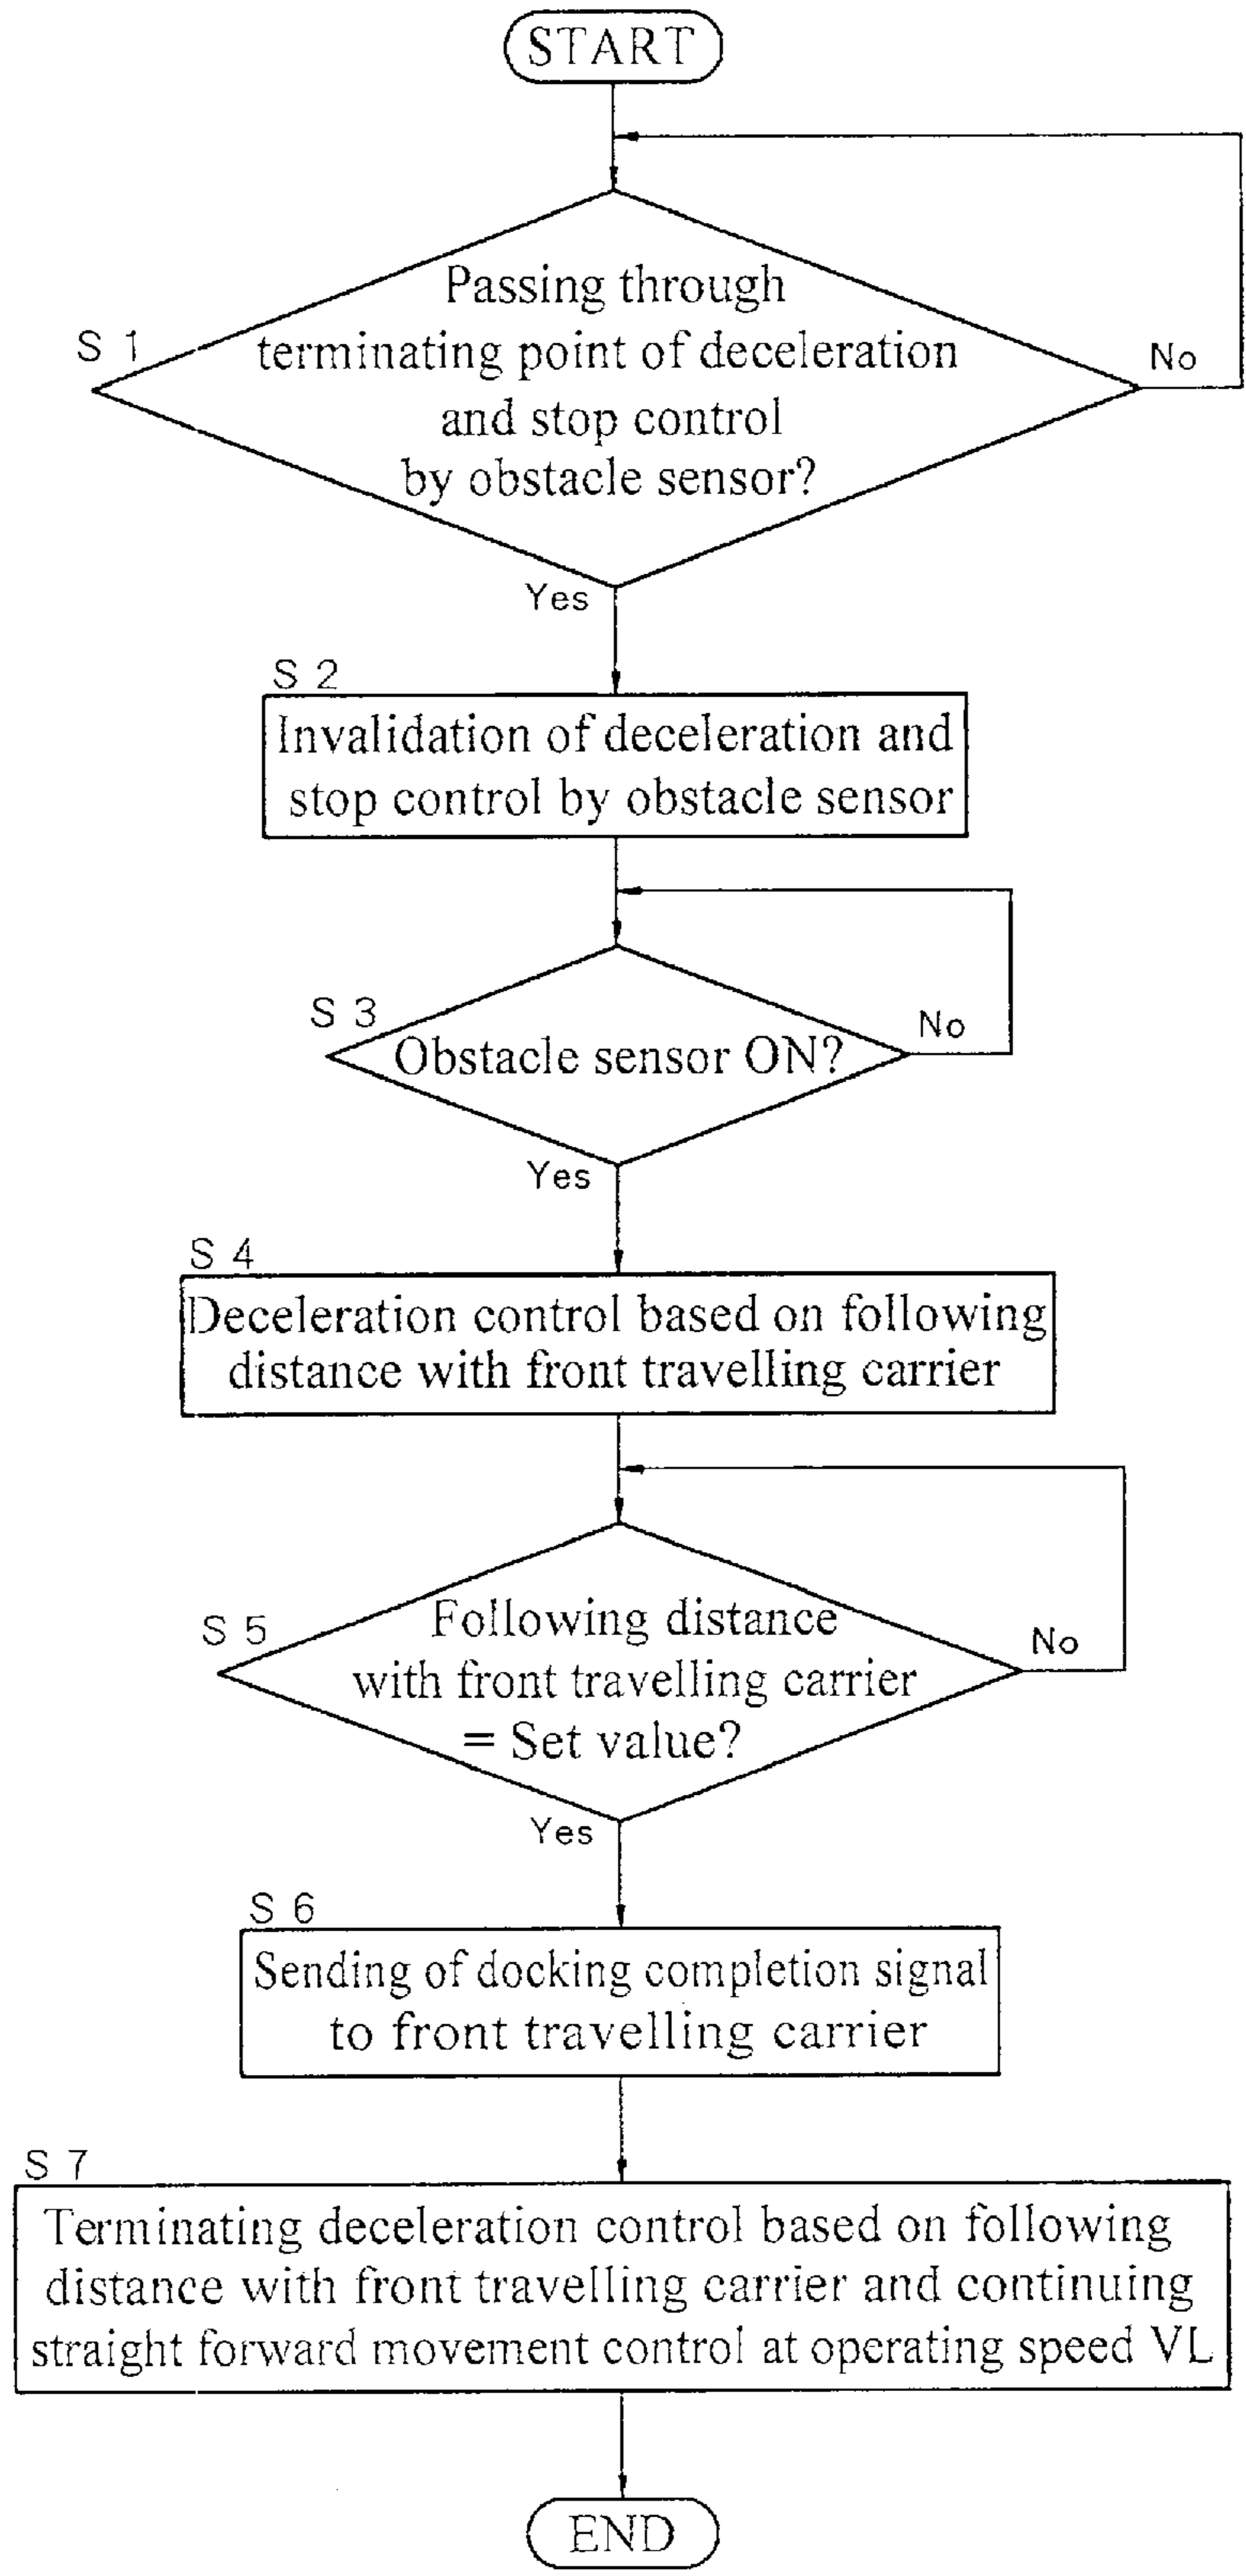 START
Passing through
S 1
terminating point of deceleration
No
and stop control
by obstacle sensor?
Yes
S 2
Invalidation of deceleration and
stop control by obstacle sensor
S 3
No
Obstacle sensor ON?
Yes
S 4
Deceleration control based on following
distance with front travelling carrier
Following distance
S 5
No
with front travelling carrier
= Set value?
Yes
S 6
Sending of docking completion signal
to front travelling carrier
S 7
Terminating deceleration control based on following
distance with front travelling carrier and continuing
straight forward movement control at operating speed VL
END